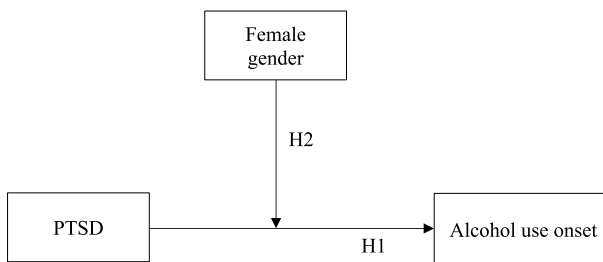 Female
gender
H2
PTSD
Alcohol use onset
H1